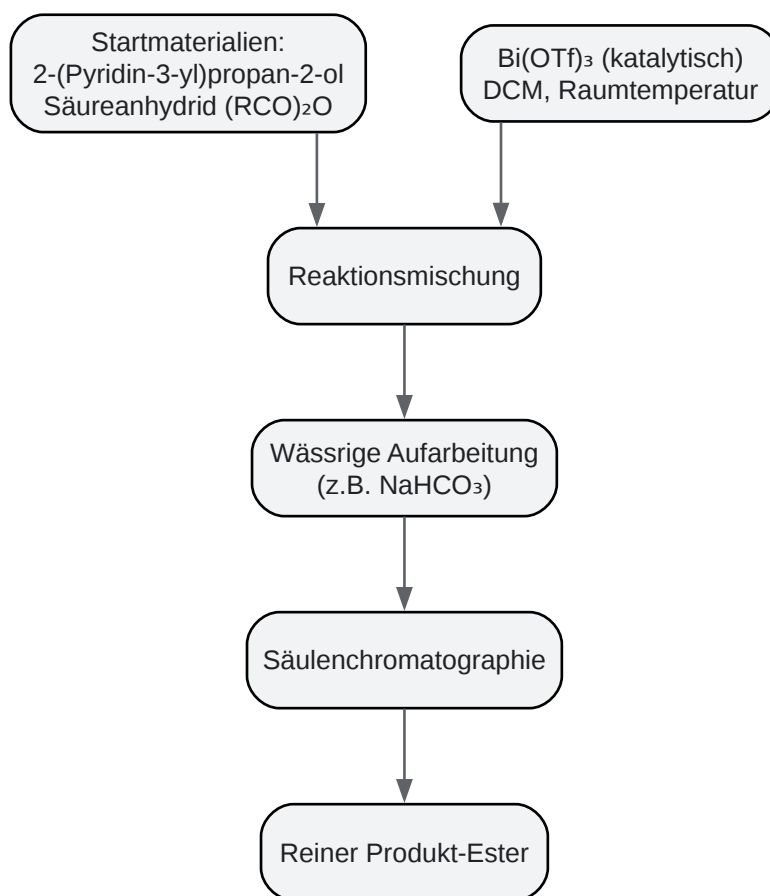 Startmaterialien:
2-(Pyridin-3-yl)propan-2-ol
Säureanhydrid (RCO)₂O
Bi(OTf)₃ (katalytisch)
DCM, Raumtemperatur
Reaktionsmischung
Wässrige Aufarbeitung
(z.B. NaHCO₃)
Säulenchromatographie
Reiner Produkt-Ester